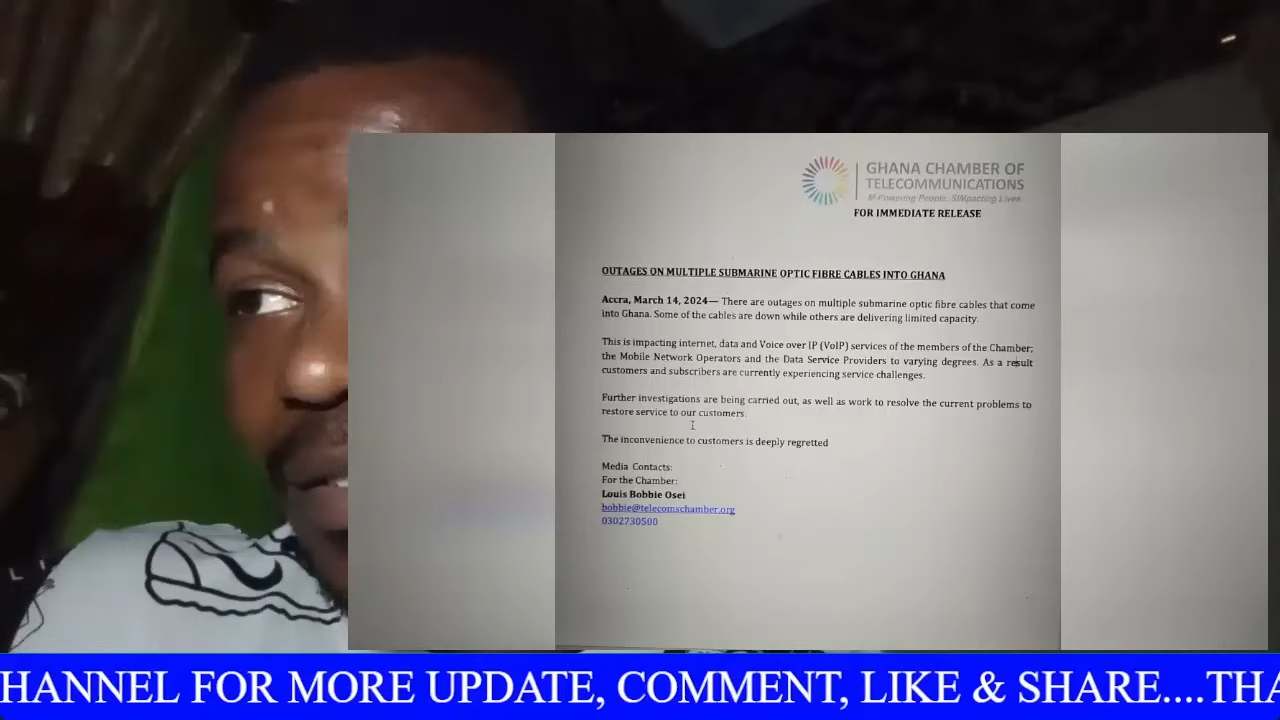 GHANA CHAMBER OF
TELECOMMUNICATIONS
M-Powering People, SIMpacting Lives
FOR IMMEDIATE RELEASE
OUTAGES ON MULTIPLE SUBMARINE OPTIC FIBRE CABLES INTO GHANA
Accra, March 14, 2024— There are outages on multiple submarine optic fibre cables that come
into Ghana. Some of the cables are down while others are delivering limited capacity.
This is impacting internet, data and Voice over IP (VoIP) services of the members of the Chamber;
the Mobile Network Operators and the Data Service Providers to varying degrees. As a result
customers and subscribers are currently experiencing service challenges.
Further investigations are being carried out, as well as work to resolve the current problems to
restore service to our customers.
The inconvenience to customers is deeply regretted
Media Contacts:
For the Chamber:
Louis Bobbie Osei
bobbie@telecomschamber.org
0302730500
HANNEL FOR MORE UPDATE, COMMENT, LIKE & SHARE....THA